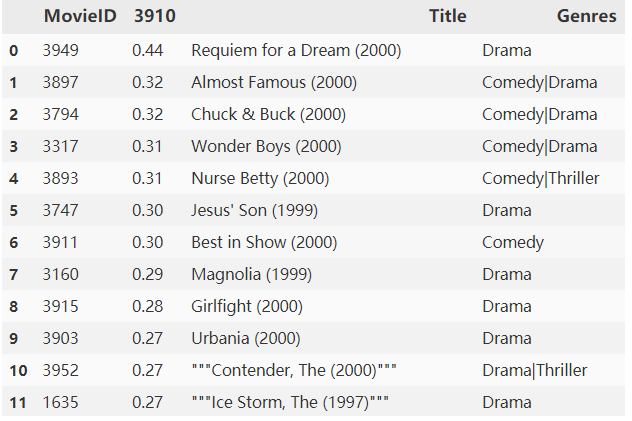 MovieID 3910 Title Genres
0 3949 0.44 Requiem for a Dream (2000) Drama
1 3897 0.32 Almost Famous (2000) Comedy|Drama
2 3794 0.32 Chuck & Buck (2000) Comedy|Drama
3 3317 0.31 Wonder Boys (2000) Comedy|Drama
4 3893 0.31 Nurse Betty (2000) Comedy|Thriller
5 3747 0.30 Jesus' Son (1999) Drama
6 3911 0.30 Best in Show (2000) Comedy
7 3160 0.29 Magnolia (1999) Drama
8 3915 0.28 Girlfight (2000) Drama
9 3903 0.27 Urbania (2000) Drama
10 3952 0.27 """Contender, The (2000)""" Drama|Thriller
11 1635 0.27 """Ice Storm, The (1997)""" Drama